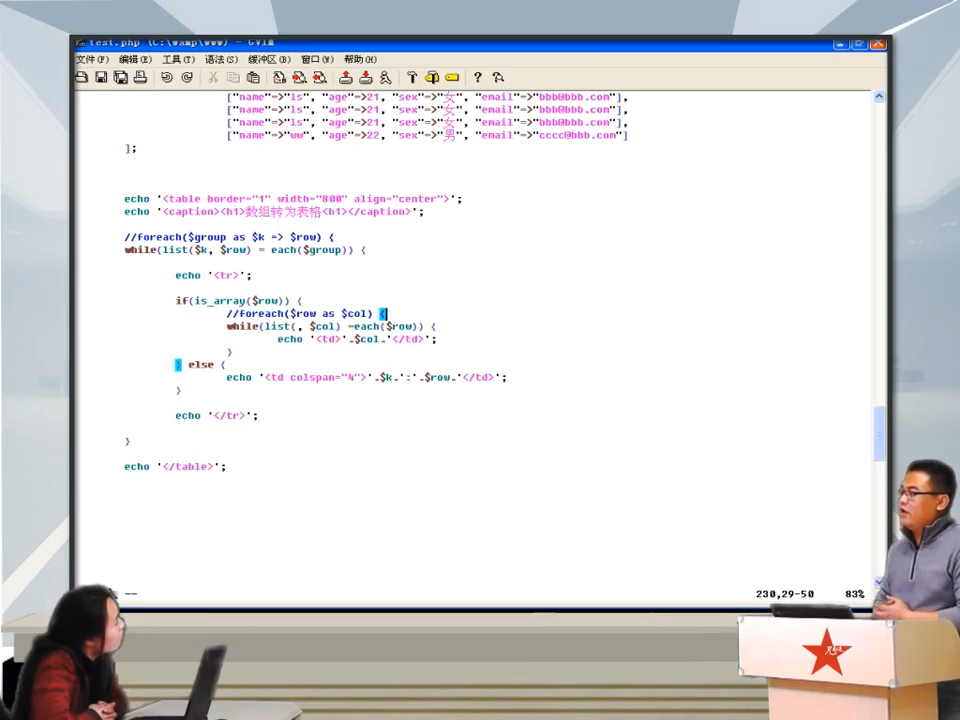 test.php (C:\wamp\www) - GVIM
文件(F) 编辑(E) 工具(T) 语法(S) 缓冲区(B) 窗口(W) 帮助(H)
["name"=>"ls", "age"=>21, "sex"=>"女", "email"=>"bbb@bbb.com"],
["name"=>"ls", "age"=>21, "sex"=>"女", "email"=>"bbb@bbb.com"],
["name"=>"ls", "age"=>21, "sex"=>"女", "email"=>"bbb@bbb.com"],
["name"=>"ww", "age"=>22, "sex"=>"男", "email"=>"cccc@bbb.com"]
];
echo '<table border="1" width="800" align="center">';
echo '<caption><h1>数组转为表格<h1></caption>';
//foreach($group as $k => $row) {
while(list($k, $row) = each($group)) {
echo '<tr>';
if(is_array($row)) {
//foreach($row as $col) {
while(list(, $col) =each($row)) {
echo '<td>'.$col.'</td>';
}
} else {
echo '<td colspan="4">'.$k.':'.$row.'</td>';
}
echo '</tr>';
}
echo '</table>';
--
230,29-50 83%